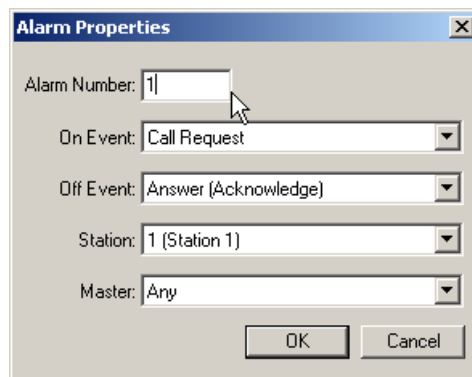 Alarm Properties
Alarm Number: 1
On Event: Call Request
Off Event: Answer (Acknowledge)
Station: 1 (Station 1)
Master: Any
OK Cancel